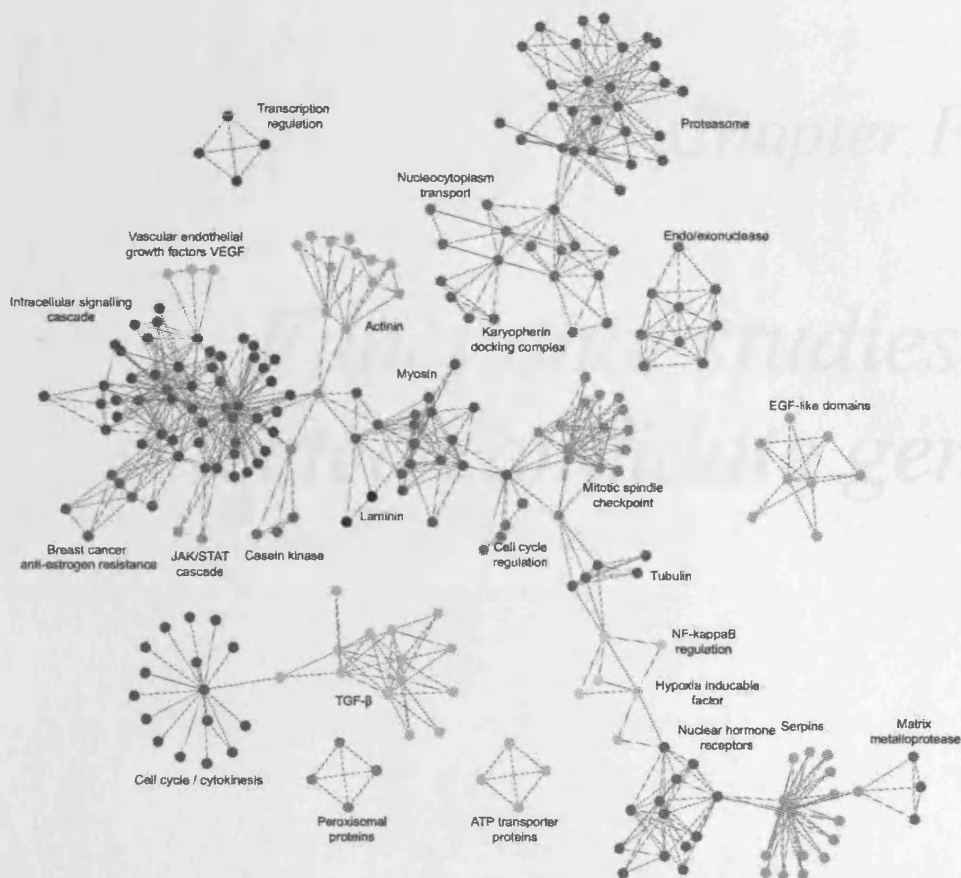 Transcription
regulation
Proteasome
Chapter F
Nucleocytoplasm
transport
Vascular endothelial
growth factors VEGF
Endo/exonuclease
Intracellular signalling
cascade
Actinin
Karyopherin
docking complex
studies
Myosin
EGF-like domains
Mitotic spindle
checkpoint
Laminin
Breast cancer
anti-estrogen resistance
JAK/STAT
cascade
Casein kinase
Cell cycle
regulation
Tubulin
NF-kappaB
regulation
TGF-β
Hypoxia inducable
factor
Nuclear hormone
receptors
Serpins
Matrix
metalloprotease
Cell cycle / cytokinesis
Peroxisomal
proteins
ATP transporter
proteins